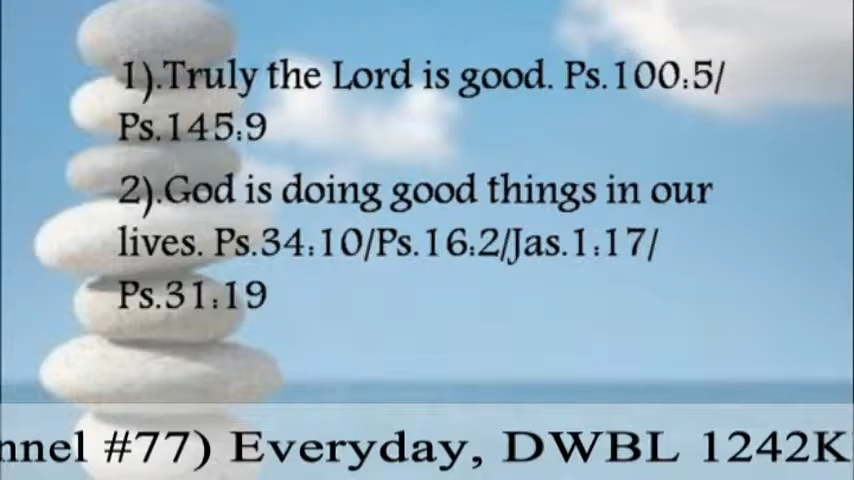 1).Truly the Lord is good. Ps.100:5/
Ps.145:9
2).God is doing good things in our
lives. Ps.34:10/Ps.16:2/Jas.1:17/
Ps.31:19
nnel #77) Everyday, DWBL 1242K